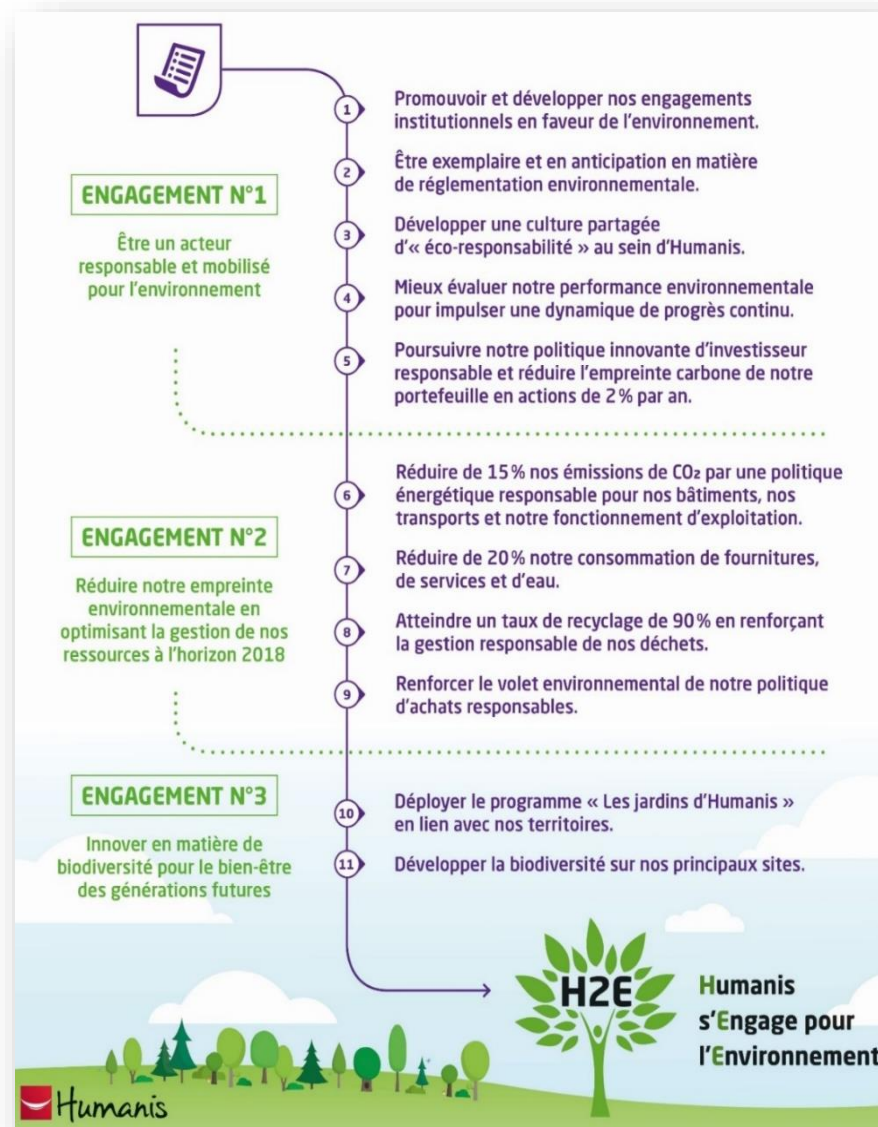 1
Promouvoir et développer nos engagements
institutionnels en faveur de l'environnement.
2
Être exemplaire et en anticipation en matière
de réglementation environnementale.
ENGAGEMENT N°1
Être un acteur
responsable et mobilisé
pour l'environnement
3
Développer une culture partagée
d'« éco-responsabilité » au sein d'Humanis.
4
Mieux évaluer notre performance environnementale
pour impulser une dynamique de progrès continu.
5
Poursuivre notre politique innovante d'investisseur
responsable et réduire l'empreinte carbone de notre
portefeuille en actions de 2% par an.
6
Réduire de 15% nos émissions de CO₂ par une politique
énergétique responsable pour nos bâtiments, nos
transports et notre fonctionnement d'exploitation.
ENGAGEMENT N°2
Réduire notre empreinte
environnementale en
optimisant la gestion de nos
ressources à l'horizon 2018
7
Réduire de 20% notre consommation de fournitures,
de services et d'eau.
8
Atteindre un taux de recyclage de 90% en renforçant
la gestion responsable de nos déchets.
9
Renforcer le volet environnemental de notre politique
d'achats responsables.
ENGAGEMENT N°3
Innover en matière de
biodiversité pour le bien-être
des générations futures
10
Déployer le programme « Les jardins d'Humanis »
en lien avec nos territoires.
11
Développer la biodiversité sur nos principaux sites.
H2E
Humanis
s'Engage pour
l'Environnement
Humanis